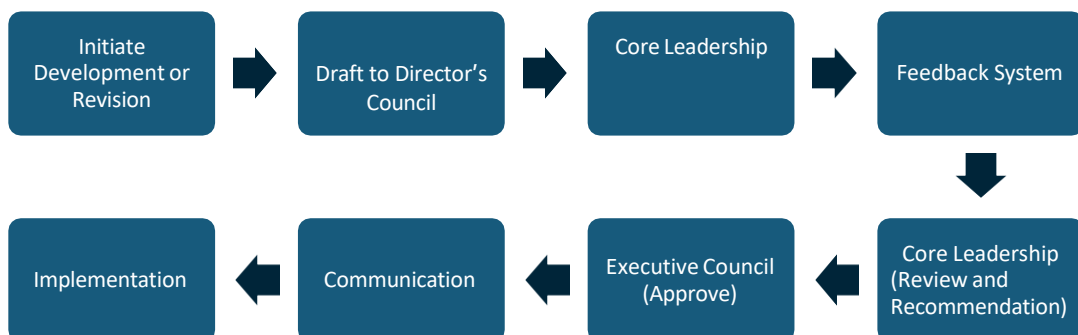 Initiate
Development or
Revision
Draft to Director's
Council
Core Leadership
Feedback System
Core Leadership
(Review and
Recommendation)
Executive Council
(Approve)
Communication
Implementation